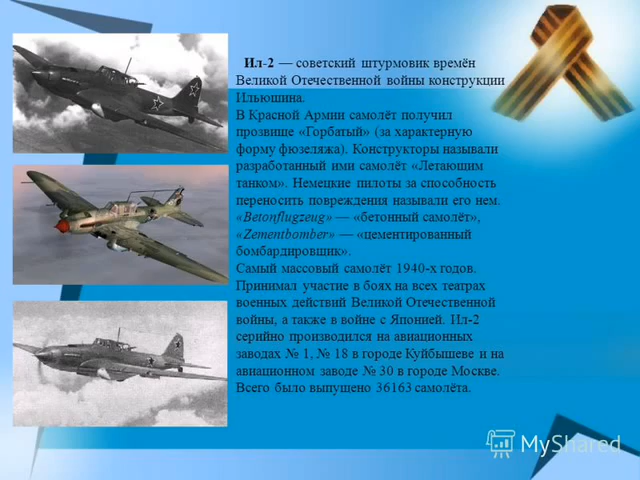 Ил-2 — советский штурмовик времён
Великой Отечественной войны конструкции
Ильюшина.
В Красной Армии самолёт получил
прозвище «Горбатый» (за характерную
форму фюзеляжа). Конструкторы называли
разработанный ими самолёт «Летающим
танком». Немецкие пилоты за способность
переносить повреждения называли его нем.
«Betonflugzeug» — «бетонный самолёт»,
«Zementbomber» — «цементированный
бомбардировщик».
Самый массовый самолёт 1940-х годов.
Принимал участие в боях на всех театрах
военных действий Великой Отечественной
войны, а также в войне с Японией. Ил-2
серийно производился на авиационных
заводах № 1, № 18 в городе Куйбышеве и на
авиационном заводе № 30 в городе Москве.
Всего было выпущено 36163 самолёта.
MyShared